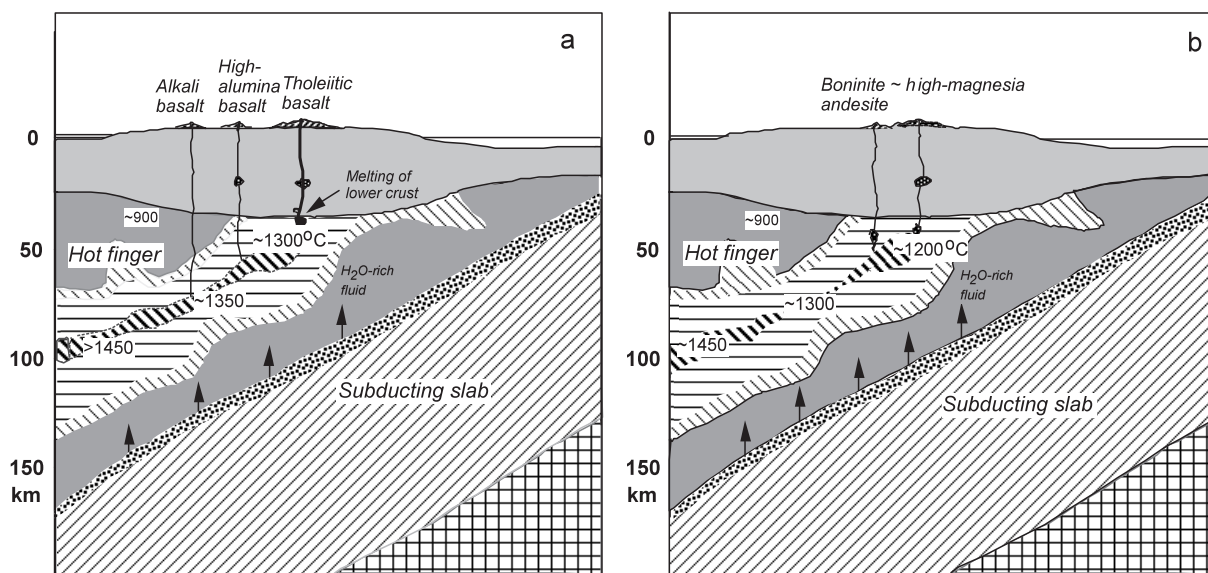 a
Alkali
basalt
High-
alumina
basalt
Tholeiitic
basalt
0
50
100
150
km
Melting of
lower crust
~900
Hot finger
~1300°C
~1350
>1450
H₂O-rich
fluid
Subducting slab
b
Boninite ~ high-magnesia
andesite
0
50
100
150
km
~900
Hot finger
~1200°C
~1300
~1450
H₂O-rich
fluid
Subducting slab